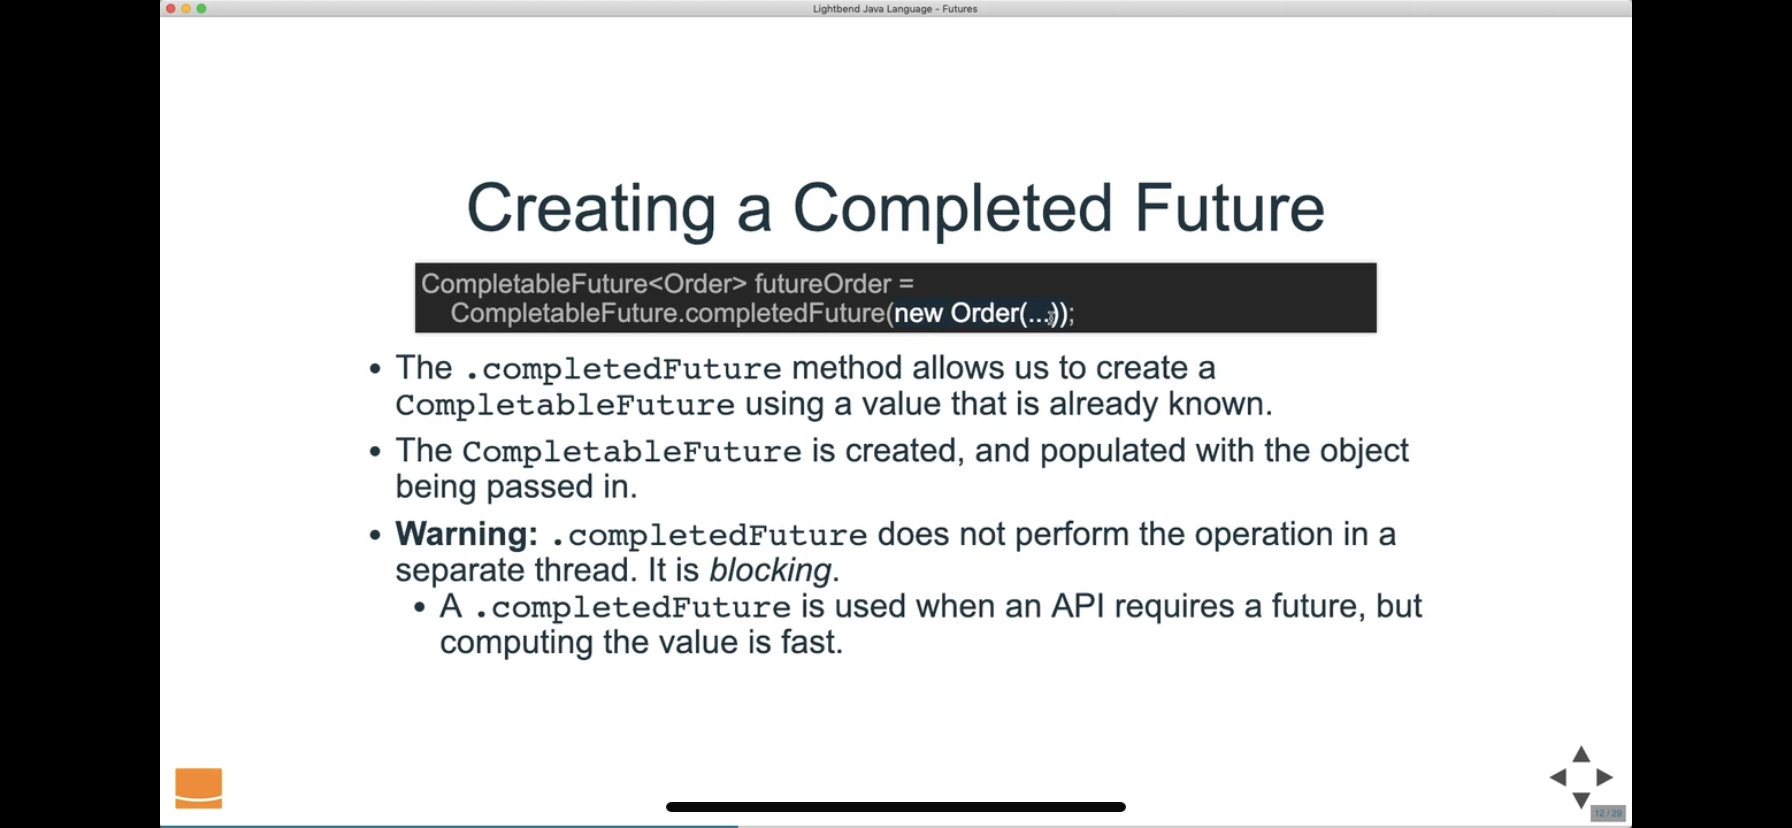 Lightbend Java Language - Futures
Creating a Completed Future
CompletableFuture<Order> futureOrder =
CompletableFuture.completedFuture(new Order(...));
• The .completedFuture method allows us to create a
CompletableFuture using a value that is already known.
• The CompletableFuture is created, and populated with the object
being passed in.
• Warning: .completedFuture does not perform the operation in a
separate thread. It is blocking.
• A .completedFuture is used when an API requires a future, but
computing the value is fast.
12 / 29